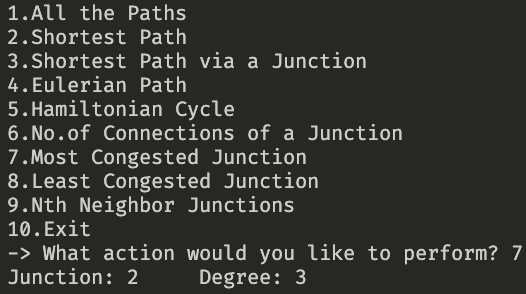 1.All the Paths
2.Shortest Path
3.Shortest Path via a Junction
4.Eulerian Path
5.Hamiltonian Cycle
6.No.of Connections of a Junction
7.Most Congested Junction
8.Least Congested Junction
9.Nth Neighbor Junctions
10.Exit
-> What action would you like to perform? 7
Junction: 2     Degree: 3